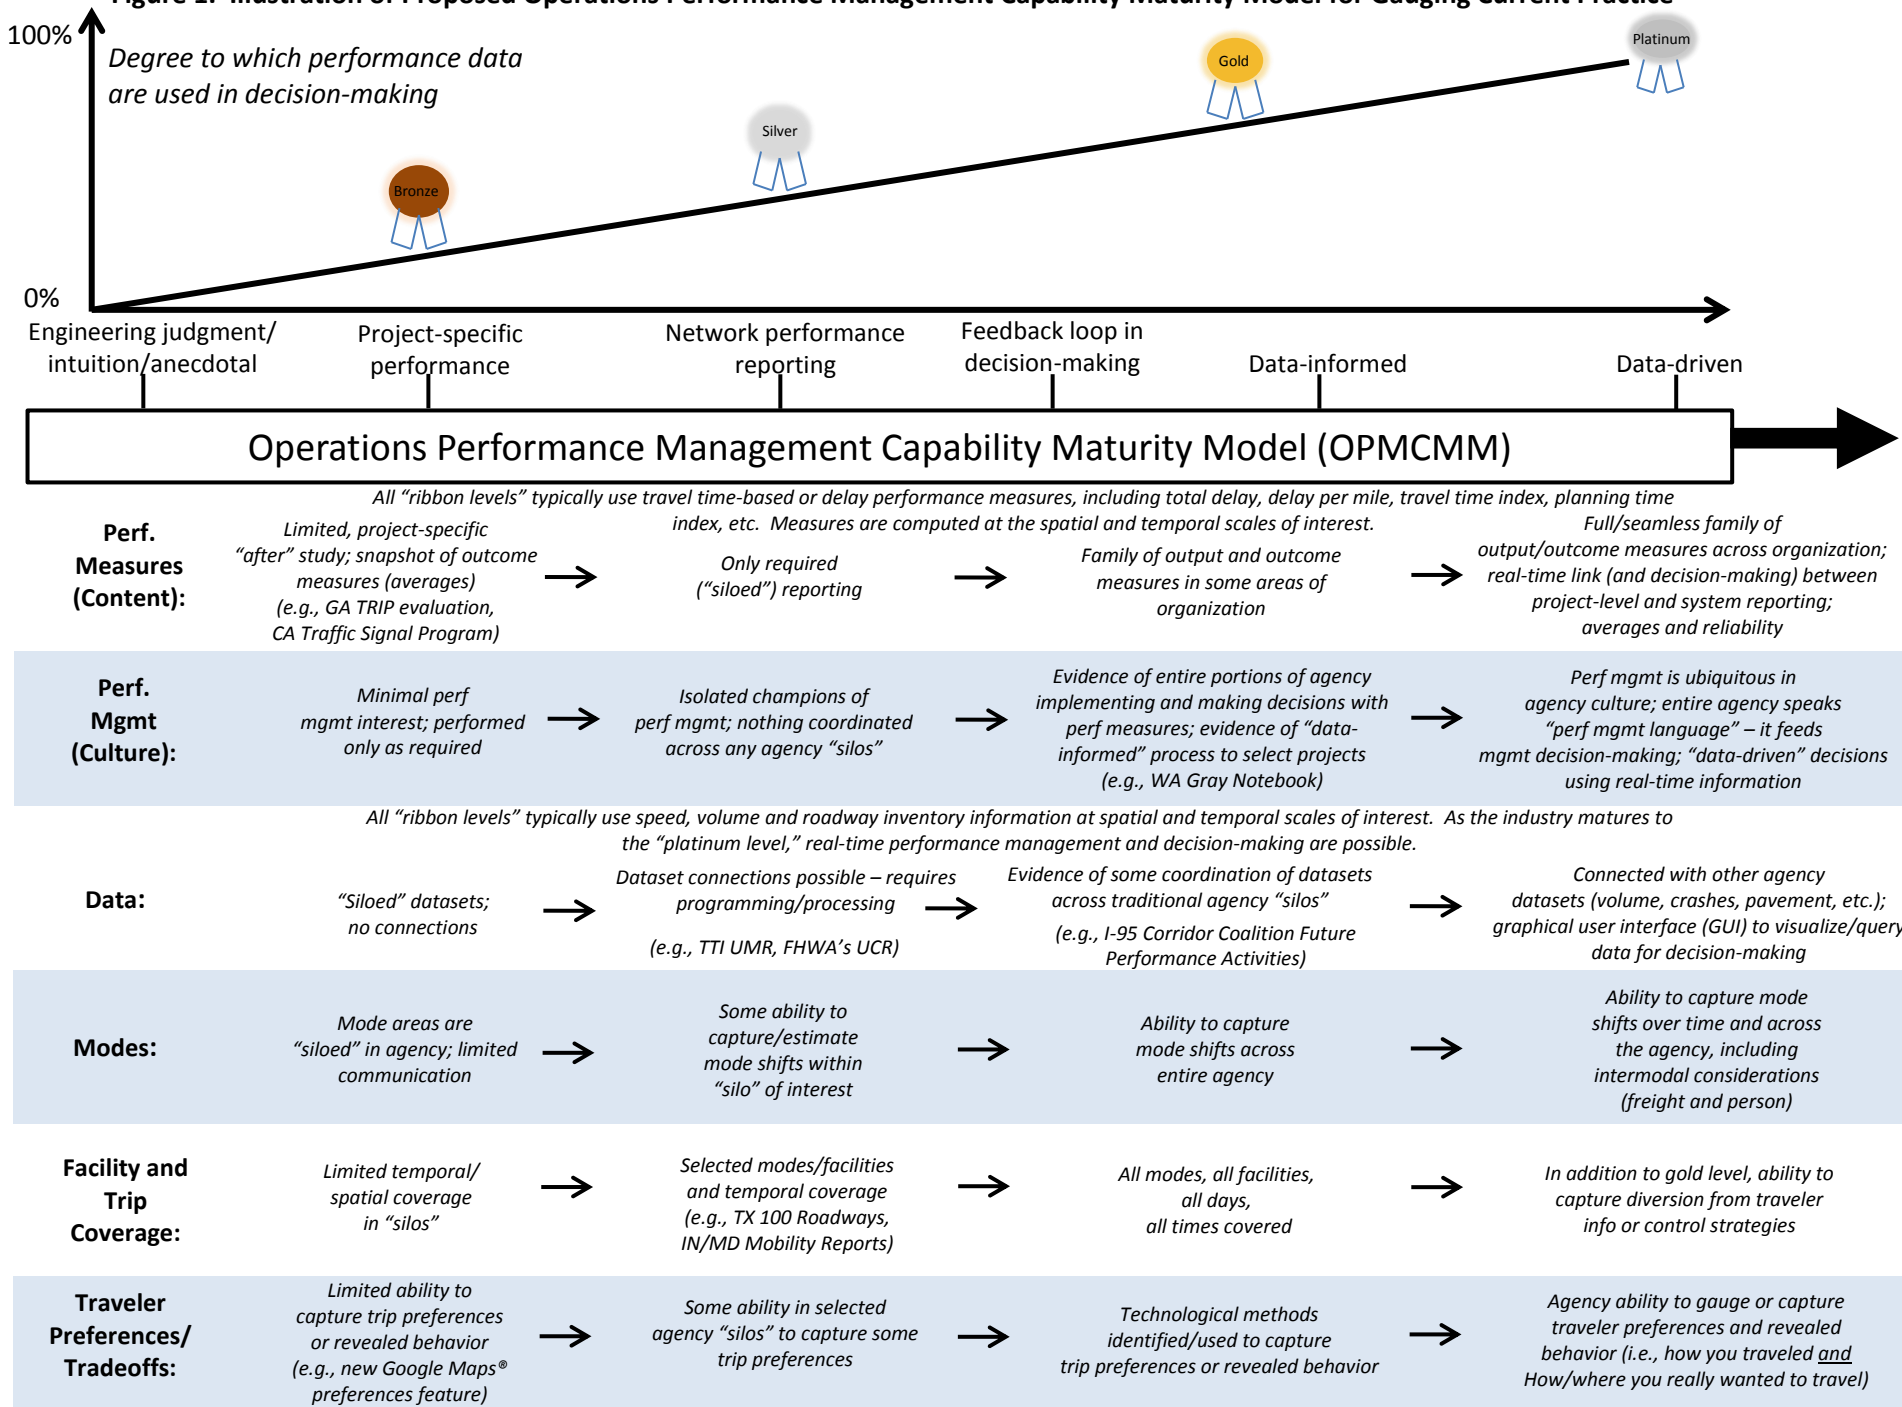 Figure 1.  Illustration of Proposed Operations Performance Management Capability Maturity Model for Gauging Current Practice
100%
Degree to which performance data
are used in decision-making
Platinum
Gold
Silver
Bronze
0%
Engineering judgment/
intuition/anecdotal
Project-specific
performance
Network performance
reporting
Feedback loop in
decision-making
Data-informed
Data-driven
Operations Performance Management Capability Maturity Model (OPMCMM)
All “ribbon levels” typically use travel time-based or delay performance measures, including total delay, delay per mile, travel time index, planning time
index, etc.  Measures are computed at the spatial and temporal scales of interest.
Perf.
Measures
(Content):
Limited, project-specific
“after” study; snapshot of outcome
measures (averages)
(e.g., GA TRIP evaluation,
CA Traffic Signal Program)
Only required
(“siloed”) reporting
Family of output and outcome
measures in some areas of
organization
Full/seamless family of
output/outcome measures across organization;
real-time link (and decision-making) between
project-level and system reporting;
averages and reliability
Perf.
Mgmt
(Culture):
Minimal perf
mgmt interest; performed
only as required
Isolated champions of
perf mgmt; nothing coordinated
across any agency “silos”
Evidence of entire portions of agency
implementing and making decisions with
perf measures; evidence of “data-
informed” process to select projects
(e.g., WA Gray Notebook)
Perf mgmt is ubiquitous in
agency culture; entire agency speaks
“perf mgmt language” – it feeds
mgmt decision-making; “data-driven” decisions
using real-time information
All “ribbon levels” typically use speed, volume and roadway inventory information at spatial and temporal scales of interest.  As the industry matures to
the “platinum level,” real-time performance management and decision-making are possible.
Data:
“Siloed” datasets;
no connections
Dataset connections possible – requires
programming/processing
(e.g., TTI UMR, FHWA’s UCR)
Evidence of some coordination of datasets
across traditional agency “silos”
(e.g., I-95 Corridor Coalition Future
Performance Activities)
Connected with other agency
datasets (volume, crashes, pavement, etc.);
graphical user interface (GUI) to visualize/query
data for decision-making
Modes:
Mode areas are
“siloed” in agency; limited
communication
Some ability to
capture/estimate
mode shifts within
“silo” of interest
Ability to capture
mode shifts across
entire agency
Ability to capture mode
shifts over time and across
the agency, including
intermodal considerations
(freight and person)
Facility and
Trip
Coverage:
Limited temporal/
spatial coverage
in “silos”
Selected modes/facilities
and temporal coverage
(e.g., TX 100 Roadways,
IN/MD Mobility Reports)
All modes, all facilities,
all days,
all times covered
In addition to gold level, ability to
capture diversion from traveler
info or control strategies
Traveler
Preferences/
Tradeoffs:
Limited ability to
capture trip preferences
or revealed behavior
(e.g., new Google Maps®
preferences feature)
Some ability in selected
agency “silos” to capture some
trip preferences
Technological methods
identified/used to capture
trip preferences or revealed behavior
Agency ability to gauge or capture
traveler preferences and revealed
behavior (i.e., how you traveled and
How/where you really wanted to travel)